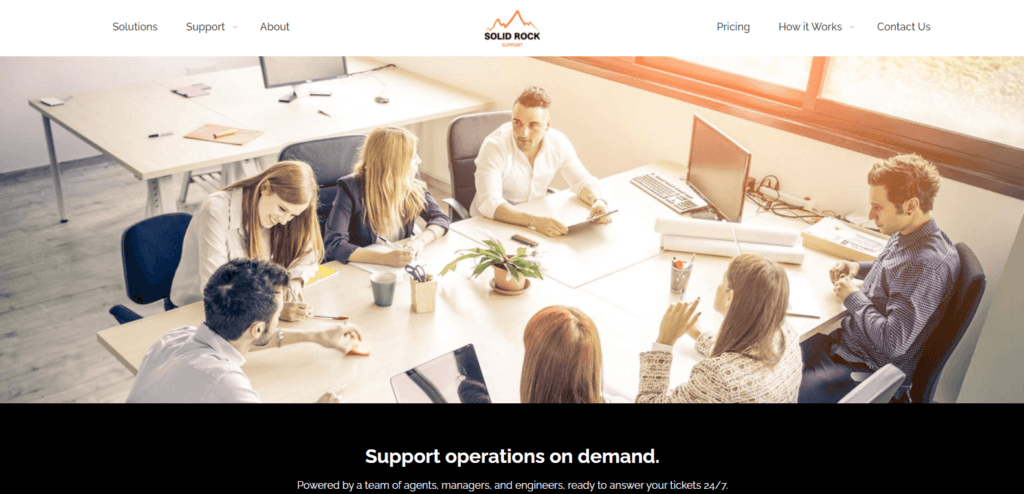 Solutions
Support
About
SOLID ROCK
SUPPORT
Pricing
How it Works
Contact Us
Support operations on demand.
Powered by a team of agents, managers, and engineers, ready to answer your tickets 24/7.